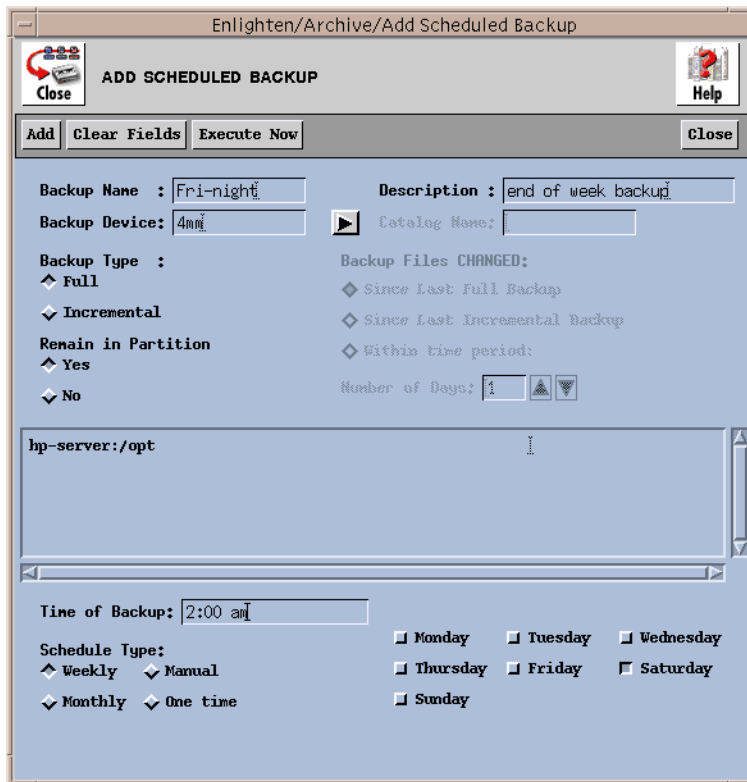 Enlighten/Archive/Add Scheduled Backup
Close
ADD SCHEDULED BACKUP
Help
Add Clear Fields Execute Now Close
Backup Name : Fri-night Description : end of week backup
Backup Device: 4mm Catalog Name:
Backup Type : Backup Files CHANGED:
Full Since Last Full Backup
Incremental Since Last Incremental Backup
Remain in Partition Within time period:
Yes
No Number of Days: 1
hp-server:/opt
Time of Backup: 2:00 am
Schedule Type: Monday Tuesday Wednesday
Weekly Manual Thursday Friday Saturday
Monthly One time Sunday